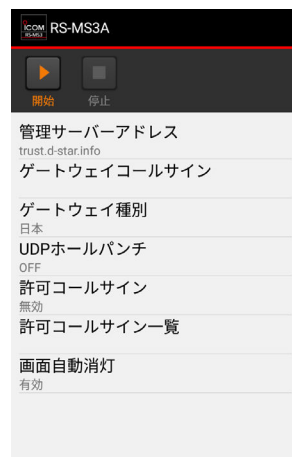 ICOM
RS-MS3
RS-MS3A
開始
停止
管理サーバーアドレス
trust.d-star.info
ゲートウェイコールサイン
ゲートウェイ種別
日本
UDPホールパンチ
OFF
許可コールサイン
無効
許可コールサイン一覧
画面自動消灯
有効